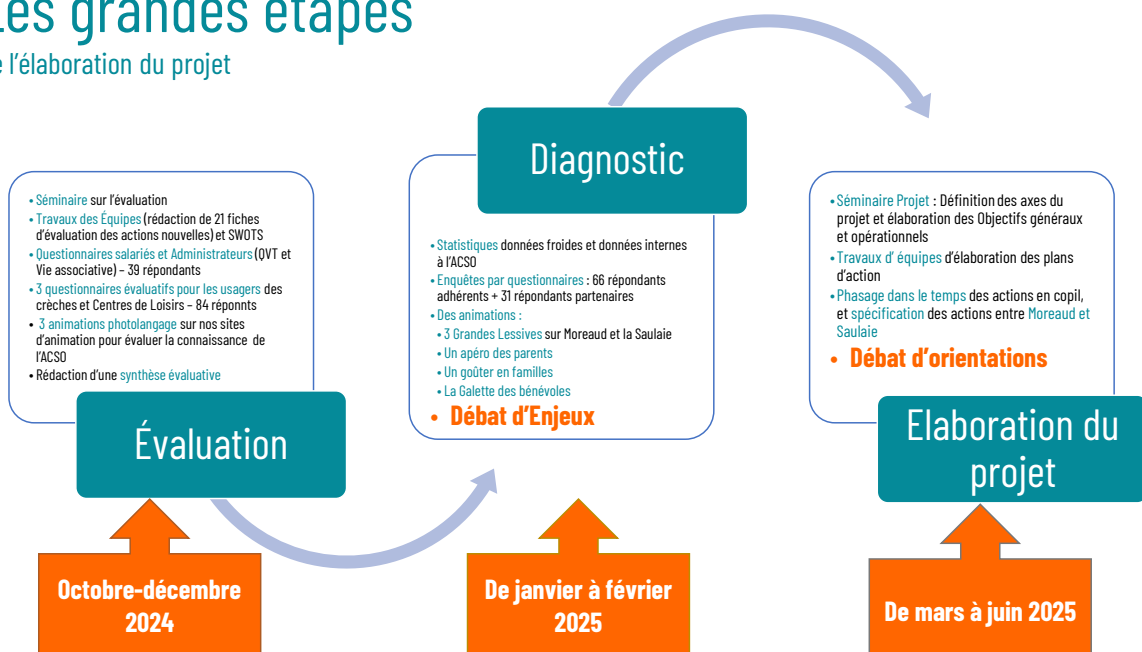 Les grandes étapes
e l'élaboration du projet
• Séminaire sur l'évaluation
• Travaux des Équipes (rédaction de 21 fiches
d'évaluation des actions nouvelles) et SWOTS
• Questionnaires salariés et Administrateurs (QVT et
Vie associative) – 39 répondants
• 3 questionnaires évaluatifs pour les usagers des
crèches et Centres de Loisirs – 84 réponnts
• 3 animations photolangage sur nos sites
d'animation pour évaluer la connaissance de
l'ACSO
• Rédaction d'une synthèse évaluative
Évaluation
Octobre-décembre
2024
Diagnostic
• Statistiques données froides et données internes
à l'ACSO
• Enquêtes par questionnaires : 66 répondants
adhérents + 31 répondants partenaires
• Des animations :
• 3 Grandes Lessives sur Moreaud et la Saulaie
• Un apéro des parents
• Un goûter en familles
• La Galette des bénévoles
• Débat d'Enjeux
De janvier à février
2025
• Séminaire Projet : Définition des axes du
projet et élaboration des Objectifs généraux
et opérationnels
• Travaux d' équipes d'élaboration des plans
d'action
• Phasage dans le temps des actions en copil,
et spécification des actions entre Moreaud et
Saulaie
• Débat d'orientations
Elaboration du
projet
De mars à juin 2025